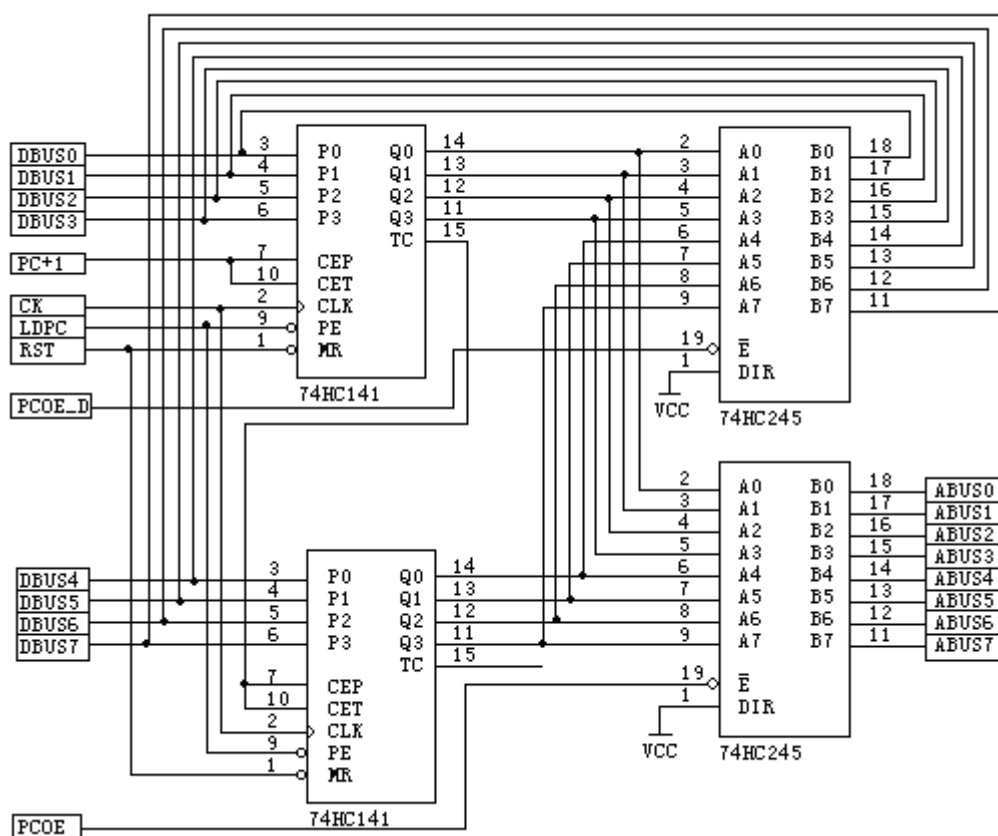 DBUS0 3 P0 Q0 14 2 A0 B0 18
DBUS1 4 P1 Q1 13 3 A1 B1 17
DBUS2 5 P2 Q2 12 4 A2 B2 16
DBUS3 6 P3 Q3 11 5 A3 B3 15
TC 15 6 A4 B4 14
PC+1 7 CEP 7 A5 B5 13
10 CET 8 A6 B6 12
CK 2 CLK 9 A7 B7 11
LDPC 9 PE
RST 1 MR 19 E
1 DIR
74HC141 VCC
PCOE_D 74HC245
2 A0 B0 18 ABUS0
3 A1 B1 17 ABUS1
4 A2 B2 16 ABUS2
5 A3 B3 15 ABUS3
DBUS4 3 P0 Q0 14 6 A4 B4 14 ABUS4
DBUS5 4 P1 Q1 13 7 A5 B5 13 ABUS5
DBUS6 5 P2 Q2 12 8 A6 B6 12 ABUS6
DBUS7 6 P3 Q3 11 9 A7 B7 11 ABUS7
TC 15
7 CEP 19 E
10 CET 1 DIR
2 CLK
9 PE VCC 74HC245
1 MR
74HC141
PCOE